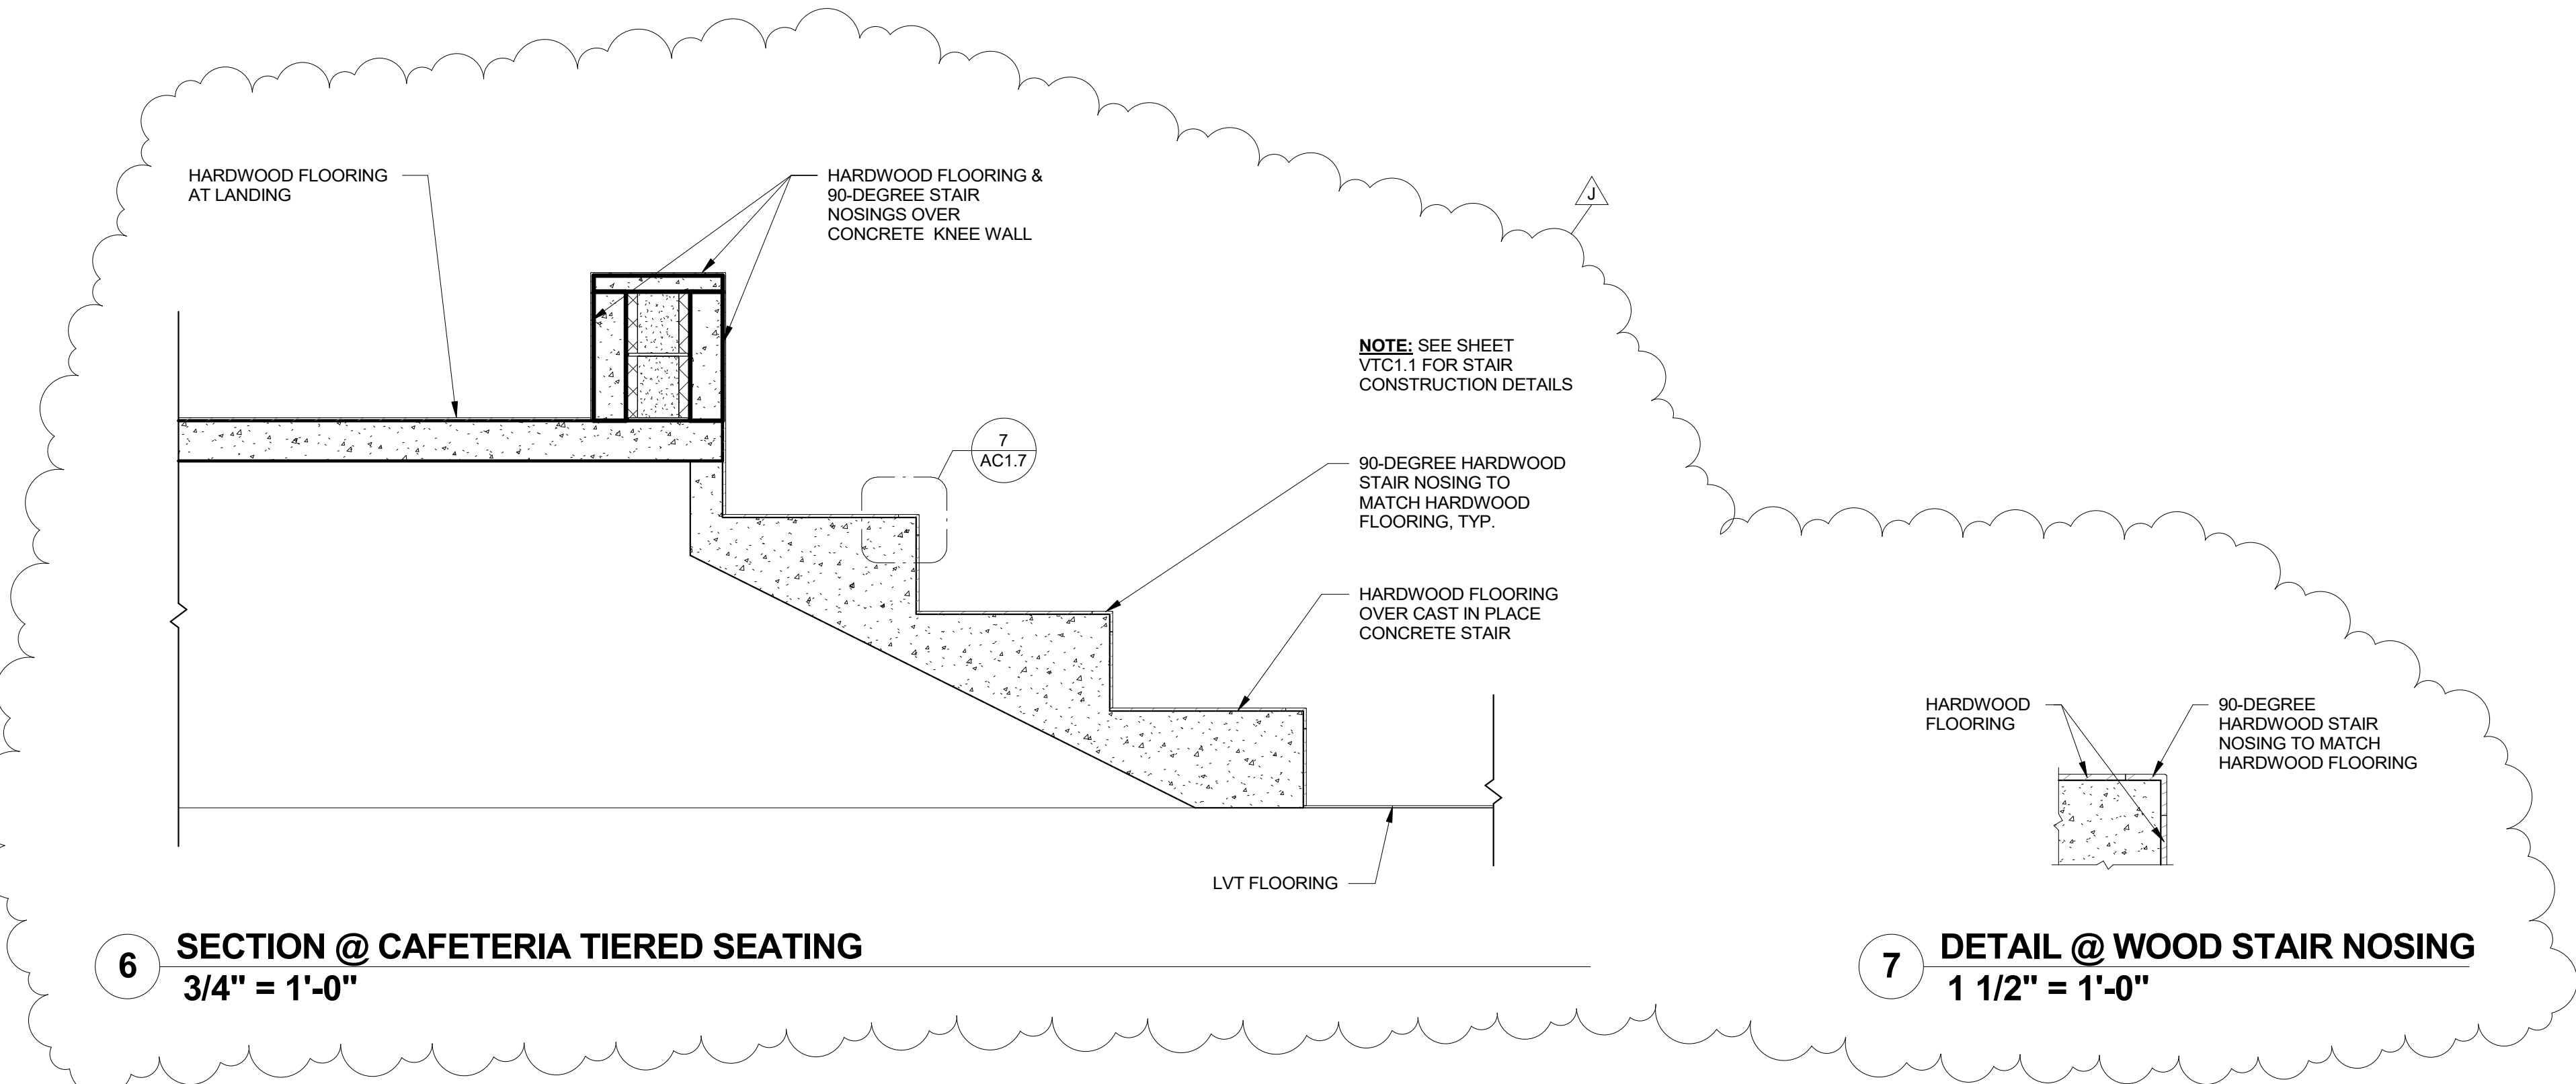 HARDWOOD FLOORING
AT LANDING
HARDWOOD FLOORING &
90-DEGREE STAIR
NOSINGS OVER
CONCRETE KNEE WALL
J
NOTE: SEE SHEET
VTC1.1 FOR STAIR
CONSTRUCTION DETAILS
7
AC1.7
90-DEGREE HARDWOOD
STAIR NOSING TO
MATCH HARDWOOD
FLOORING, TYP.
HARDWOOD FLOORING
OVER CAST IN PLACE
CONCRETE STAIR
LVT FLOORING
HARDWOOD
FLOORING
90-DEGREE
HARDWOOD STAIR
NOSING TO MATCH
HARDWOOD FLOORING
6
SECTION @ CAFETERIA TIERED SEATING
3/4" = 1'-0"
7
DETAIL @ WOOD STAIR NOSING
1 1/2" = 1'-0"